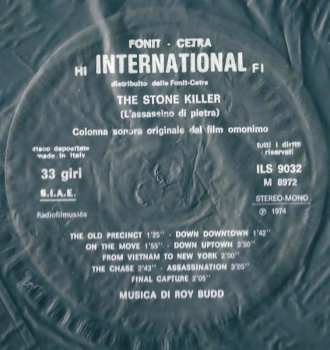 FONIT - CETRA
HI INTERNATIONAL FI
distribuito dalla Fonit-Cetra
THE STONE KILLER
(L'assassino di pietra)
Colonna sonora originale dal film omonimo
disco depositato
made in Italy
tutti i diritti
riservati
33 giri
ILS 9032
M 8972
S.I.A.E.
STEREO-MONO
Radiofilmusica
℗ 1974
THE OLD PRECINCT 1'25" - DOWN DOWNTOWN 1'42"
ON THE MOVE 1'55" - DOWN UPTOWN
FROM VIETNAM TO NEW YORK 2'00"
THE CHASE 2'43" - ASSASSINATION 3'05"
FINAL CAPTURE 2'05"
MUSICA DI ROY BUDD